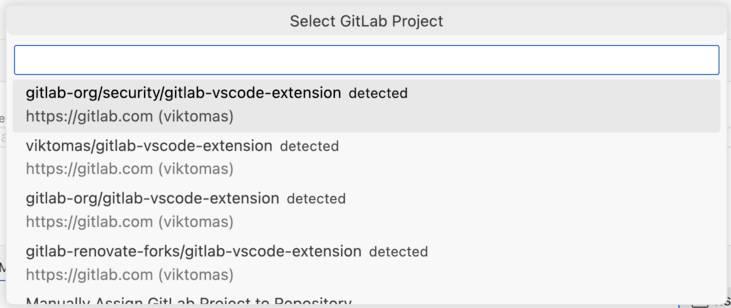 Select GitLab Project
gitlab-org/security/gitlab-vscode-extension detected
https://gitlab.com (viktomas)
viktomas/gitlab-vscode-extension detected
https://gitlab.com (viktomas)
gitlab-org/gitlab-vscode-extension detected
https://gitlab.com (viktomas)
gitlab-renovate-forks/gitlab-vscode-extension detected
https://gitlab.com (viktomas)
Manually Assign GitLab Project to Repository